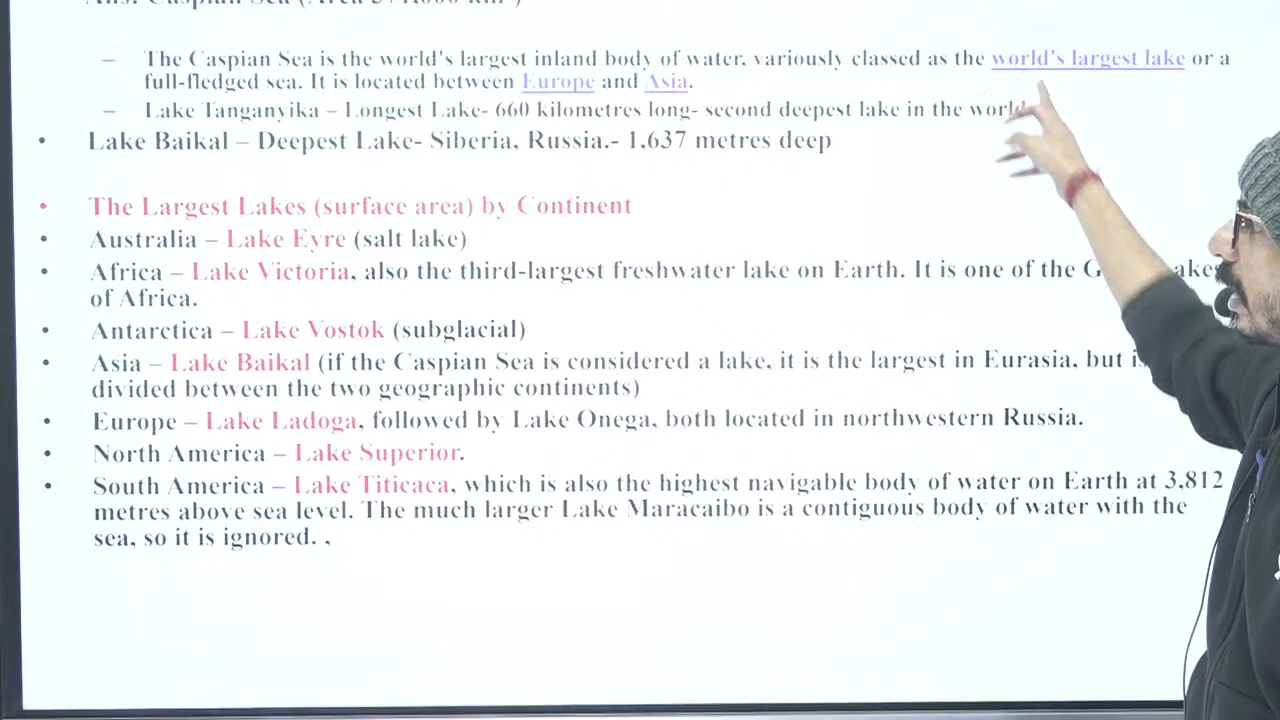 Ans: Caspian Sea (Area 371,000 km²)
– The Caspian Sea is the world's largest inland body of water, variously classed as the world's largest lake or a
full-fledged sea. It is located between Europe and Asia.
– Lake Tanganyika – Longest Lake- 660 kilometres long- second deepest lake in the world
• Lake Baikal – Deepest Lake- Siberia, Russia.- 1,637 metres deep
• The Largest Lakes (surface area) by Continent
• Australia – Lake Eyre (salt lake)
• Africa – Lake Victoria, also the third-largest freshwater lake on Earth. It is one of the
of Africa.
• Antarctica – Lake Vostok (subglacial)
• Asia – Lake Baikal (if the Caspian Sea is considered a lake, it is the largest in Eurasia, but
divided between the two geographic continents)
• Europe – Lake Ladoga, followed by Lake Onega, both located in northwestern Russia.
• North America – Lake Superior.
• South America – Lake Titicaca, which is also the highest navigable body of water on Earth at 3,812
metres above sea level. The much larger Lake Maracaibo is a contiguous body of water with the
sea, so it is ignored. ,